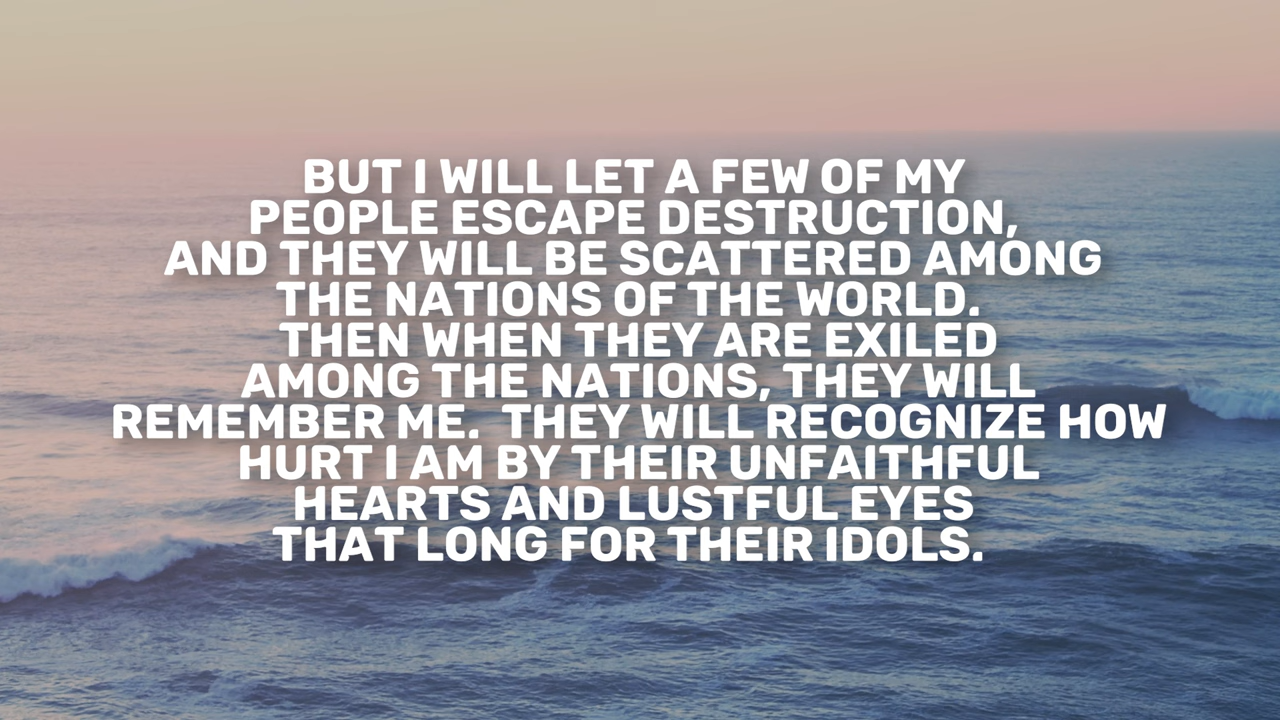 BUT I WILL LET A FEW OF MY
PEOPLE ESCAPE DESTRUCTION,
AND THEY WILL BE SCATTERED AMONG
THE NATIONS OF THE WORLD.
THEN WHEN THEY ARE EXILED
AMONG THE NATIONS, THEY WILL
REMEMBER ME.  THEY WILL RECOGNIZE HOW
HURT I AM BY THEIR UNFAITHFUL
HEARTS AND LUSTFUL EYES
THAT LONG FOR THEIR IDOLS.